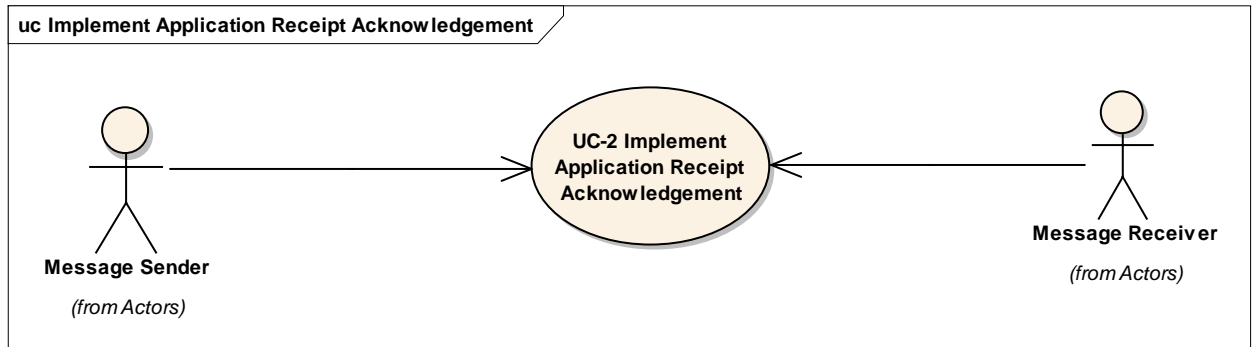 uc Implement Application Receipt Acknowledgement
UC-2 Implement
Application Receipt
Acknowledgement
Message Receiver
(from Actors)
Message Sender
(from Actors)